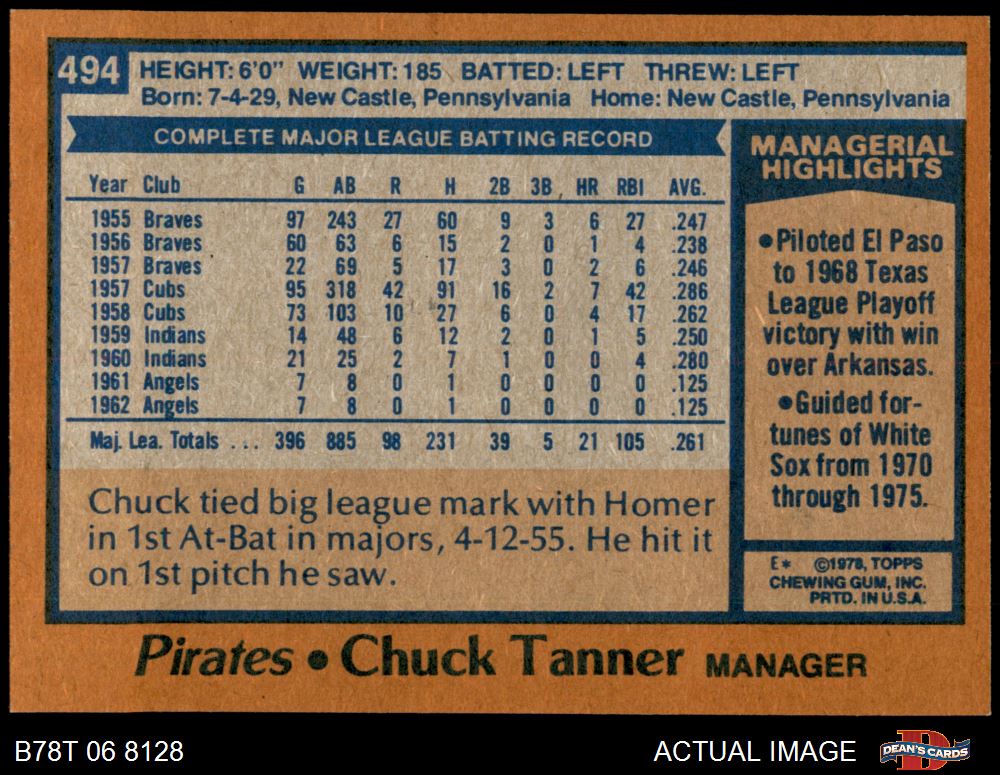 494 HEIGHT: 6'0" WEIGHT: 185 BATTED: LEFT THREW: LEFT
Born: 7-4-29, New Castle, Pennsylvania Home: New Castle, Pennsylvania
COMPLETE MAJOR LEAGUE BATTING RECORD
Year Club G AB R H 2B 3B HR RBI AVG.
1955 Braves 97 243 27 60 9 3 6 27 .247
1956 Braves 60 63 6 15 2 0 1 4 .238
1957 Braves 22 69 5 17 3 0 2 6 .246
1957 Cubs 95 318 42 91 16 2 7 42 .286
1958 Cubs 73 103 10 27 6 0 4 17 .262
1959 Indians 14 48 6 12 2 0 1 5 .250
1960 Indians 21 25 2 7 1 0 0 4 .280
1961 Angels 7 8 0 1 0 0 0 0 .125
1962 Angels 7 8 0 1 0 0 0 0 .125
Maj. Lea. Totals ... 396 885 98 231 39 5 21 105 .261
Chuck tied big league mark with Homer
in 1st At-Bat in majors, 4-12-55. He hit it
on 1st pitch he saw.
MANAGERIAL
HIGHLIGHTS
•Piloted El Paso
to 1968 Texas
League Playoff
victory with win
over Arkansas.
•Guided for-
tunes of White
Sox from 1970
through 1975.
E* ©1978, TOPPS
CHEWING GUM, INC.
PRTD. IN U.S.A.
Pirates • Chuck Tanner MANAGER
B78T 06 8128 ACTUAL IMAGE DEAN'S CARDS